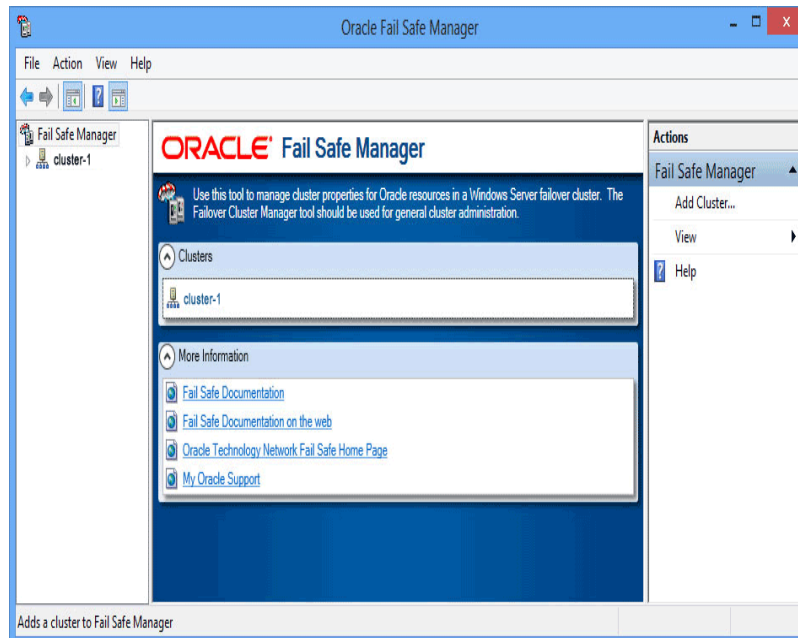 Oracle Fail Safe Manager
X
File Action View Help
?
Fail Safe Manager
cluster-1
ORACLE® Fail Safe Manager
Use this tool to manage cluster properties for Oracle resources in a Windows Server failover cluster. The
Failover Cluster Manager tool should be used for general cluster administration.
Clusters
cluster-1
More Information
Fail Safe Documentation
Fail Safe Documentation on the web
Oracle Technology Network Fail Safe Home Page
My Oracle Support
Actions
Fail Safe Manager
Add Cluster...
View
? Help
Adds a cluster to Fail Safe Manager